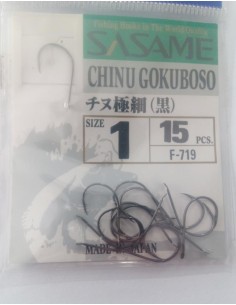 SASAME
CHINU GOKUBOSO
チヌ極細(黒)
SIZE
1
15
PCS.
F-719
MADE IN JAPAN